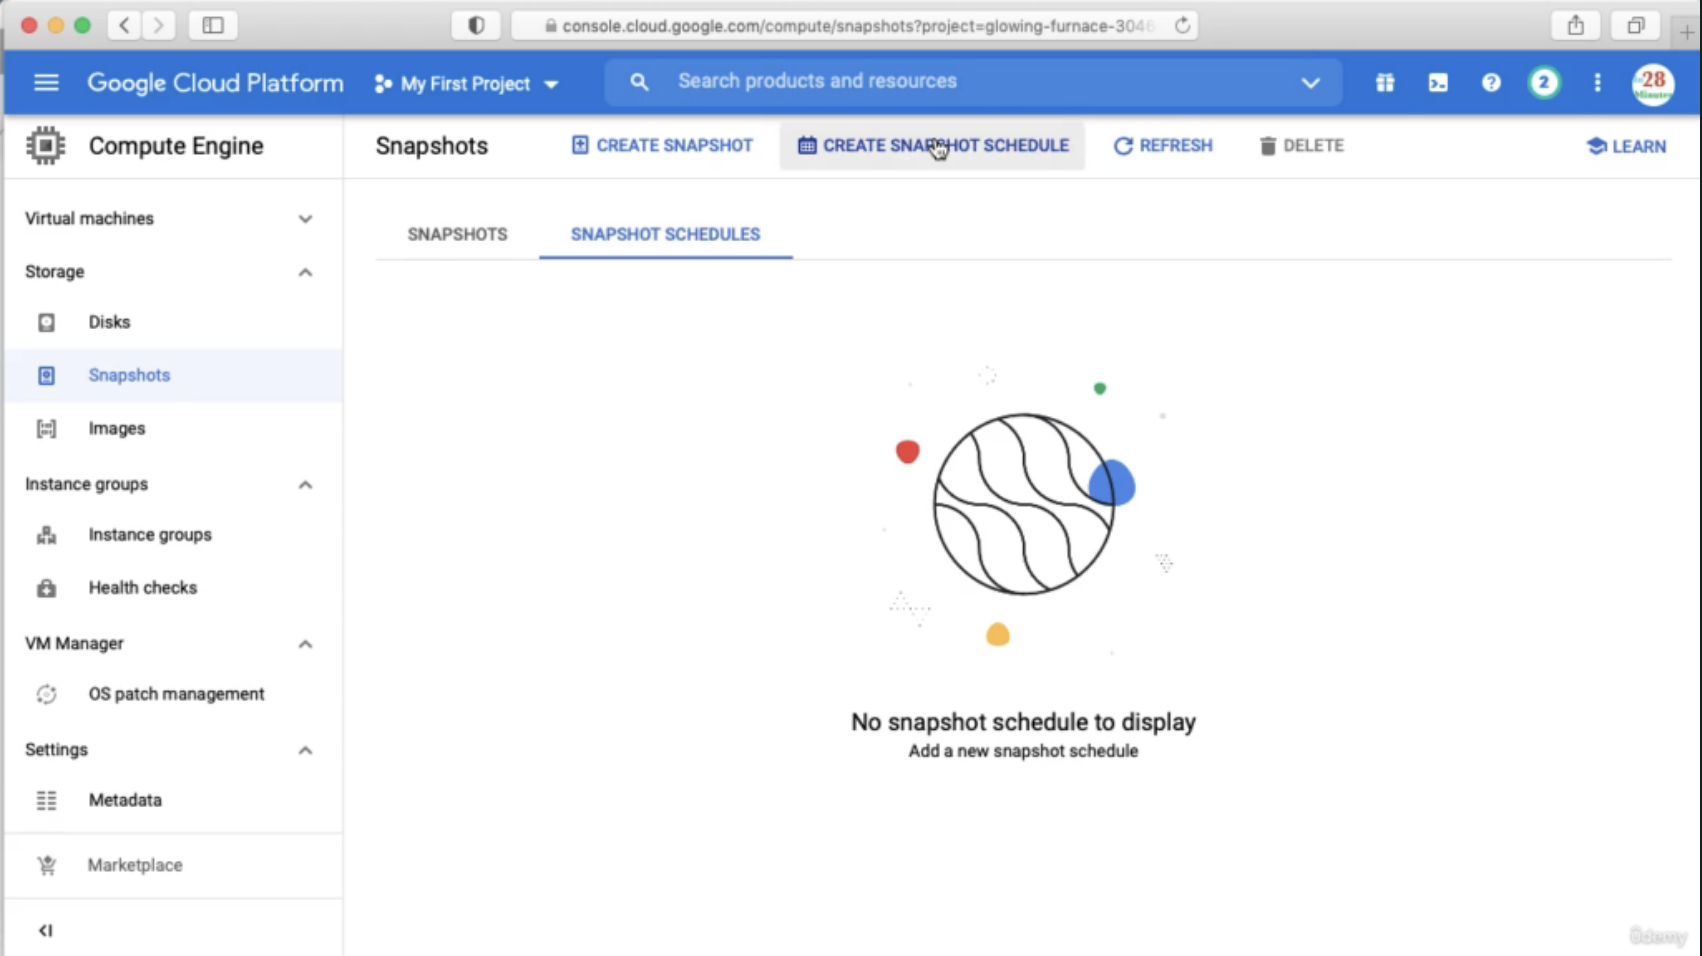 console.cloud.google.com/compute/snapshots?project=glowing-furnace-3046
Google Cloud Platform
My First Project
Search products and resources
2
28
Minutes
Compute Engine
Snapshots
CREATE SNAPSHOT
CREATE SNAPSHOT SCHEDULE
REFRESH
DELETE
LEARN
Virtual machines
Storage
Disks
Snapshots
Images
Instance groups
Instance groups
Health checks
VM Manager
OS patch management
Settings
Metadata
Marketplace
SNAPSHOTS
SNAPSHOT SCHEDULES
No snapshot schedule to display
Add a new snapshot schedule
ûdemy